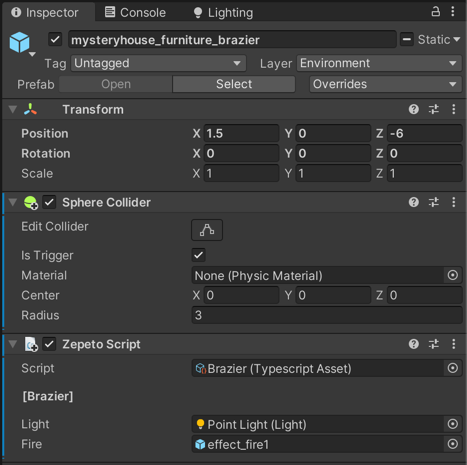 Inspector Console Lighting
mysteryhouse_furniture_brazier Static
Tag Untagged Layer Environment
Prefab Open Select Overrides
Transform
Position X 1.5 Y 0 Z -6
Rotation X 0 Y 0 Z 0
Scale X 1 Y 1 Z 1
Sphere Collider
Edit Collider
Is Trigger
Material None (Physic Material)
Center X 0 Y 0 Z 0
Radius 3
Zepeto Script
Script Brazier (Typescript Asset)
[Brazier]
Light Point Light (Light)
Fire effect_fire1